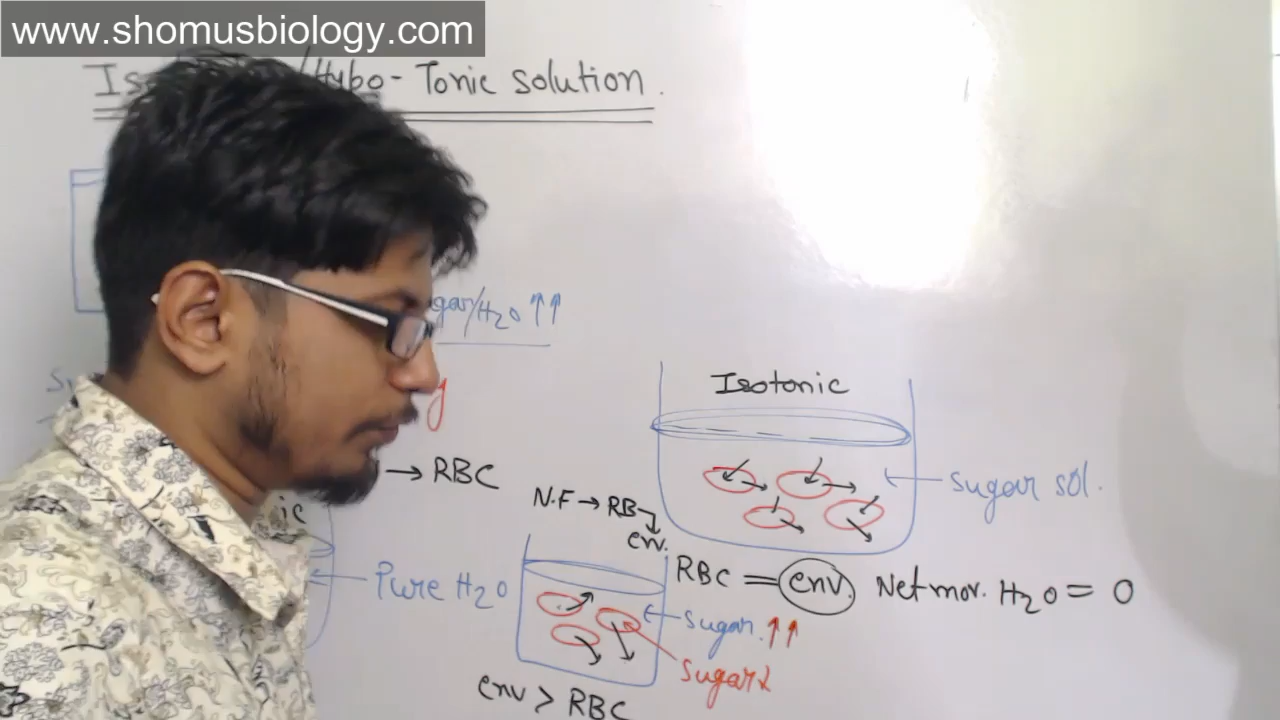 www.shomusbiology.com
Hypo-Tonic solution.
/H2O ↑↑
→ RBC
Pure H2O
N.F → RB
env.
env > RBC
Sugar. ↑↑
Sugar
Isotonic
Sugar sol.
RBC = env. Net mov. H2O = 0